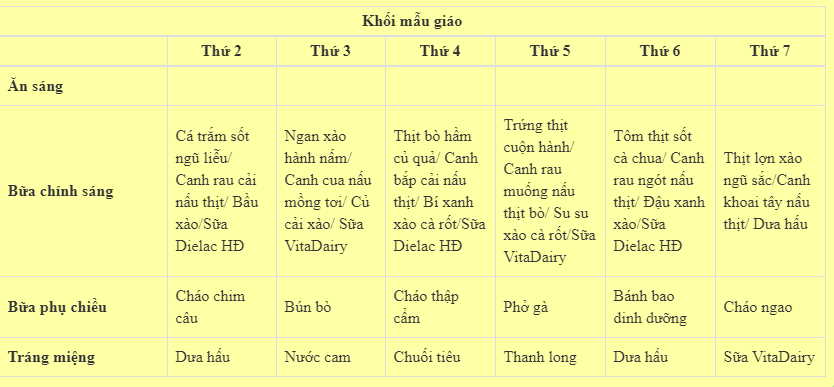 Khối mẫu giáo
Thứ 2 Thứ 3 Thứ 4 Thứ 5 Thứ 6 Thứ 7
Ăn sáng
Bữa chính sáng
Cá trắm sốt
ngũ liễu/
Canh rau cải
nấu thịt/ Bầu
xào/Sữa
Dielac HĐ
Ngan xào
hành nấm/
Canh cua nấu
mồng tơi/ Củ
cải xào/ Sữa
VitaDairy
Thịt bò hầm
củ quả/ Canh
bắp cải nấu
thịt/ Bí xanh
xào cà rốt/Sữa
Dielac HĐ
Trứng thịt
cuộn hành/
Canh rau
muống nấu
thịt bò/ Su su
xào cà rốt/Sữa
VitaDairy
Tôm thịt sốt
cà chua/ Canh
rau ngót nấu
thịt/ Đậu xanh
xào/Sữa
Dielac HĐ
Thịt lợn xào
ngũ sắc/Canh
khoai tây nấu
thịt/ Dưa hấu
Bữa phụ chiều
Cháo chim
câu
Bún bò
Cháo thập
cẩm
Phở gà
Bánh bao
dinh dưỡng
Cháo ngao
Tráng miệng Dưa hấu Nước cam Chuối tiêu Thanh long Dưa hấu Sữa VitaDairy